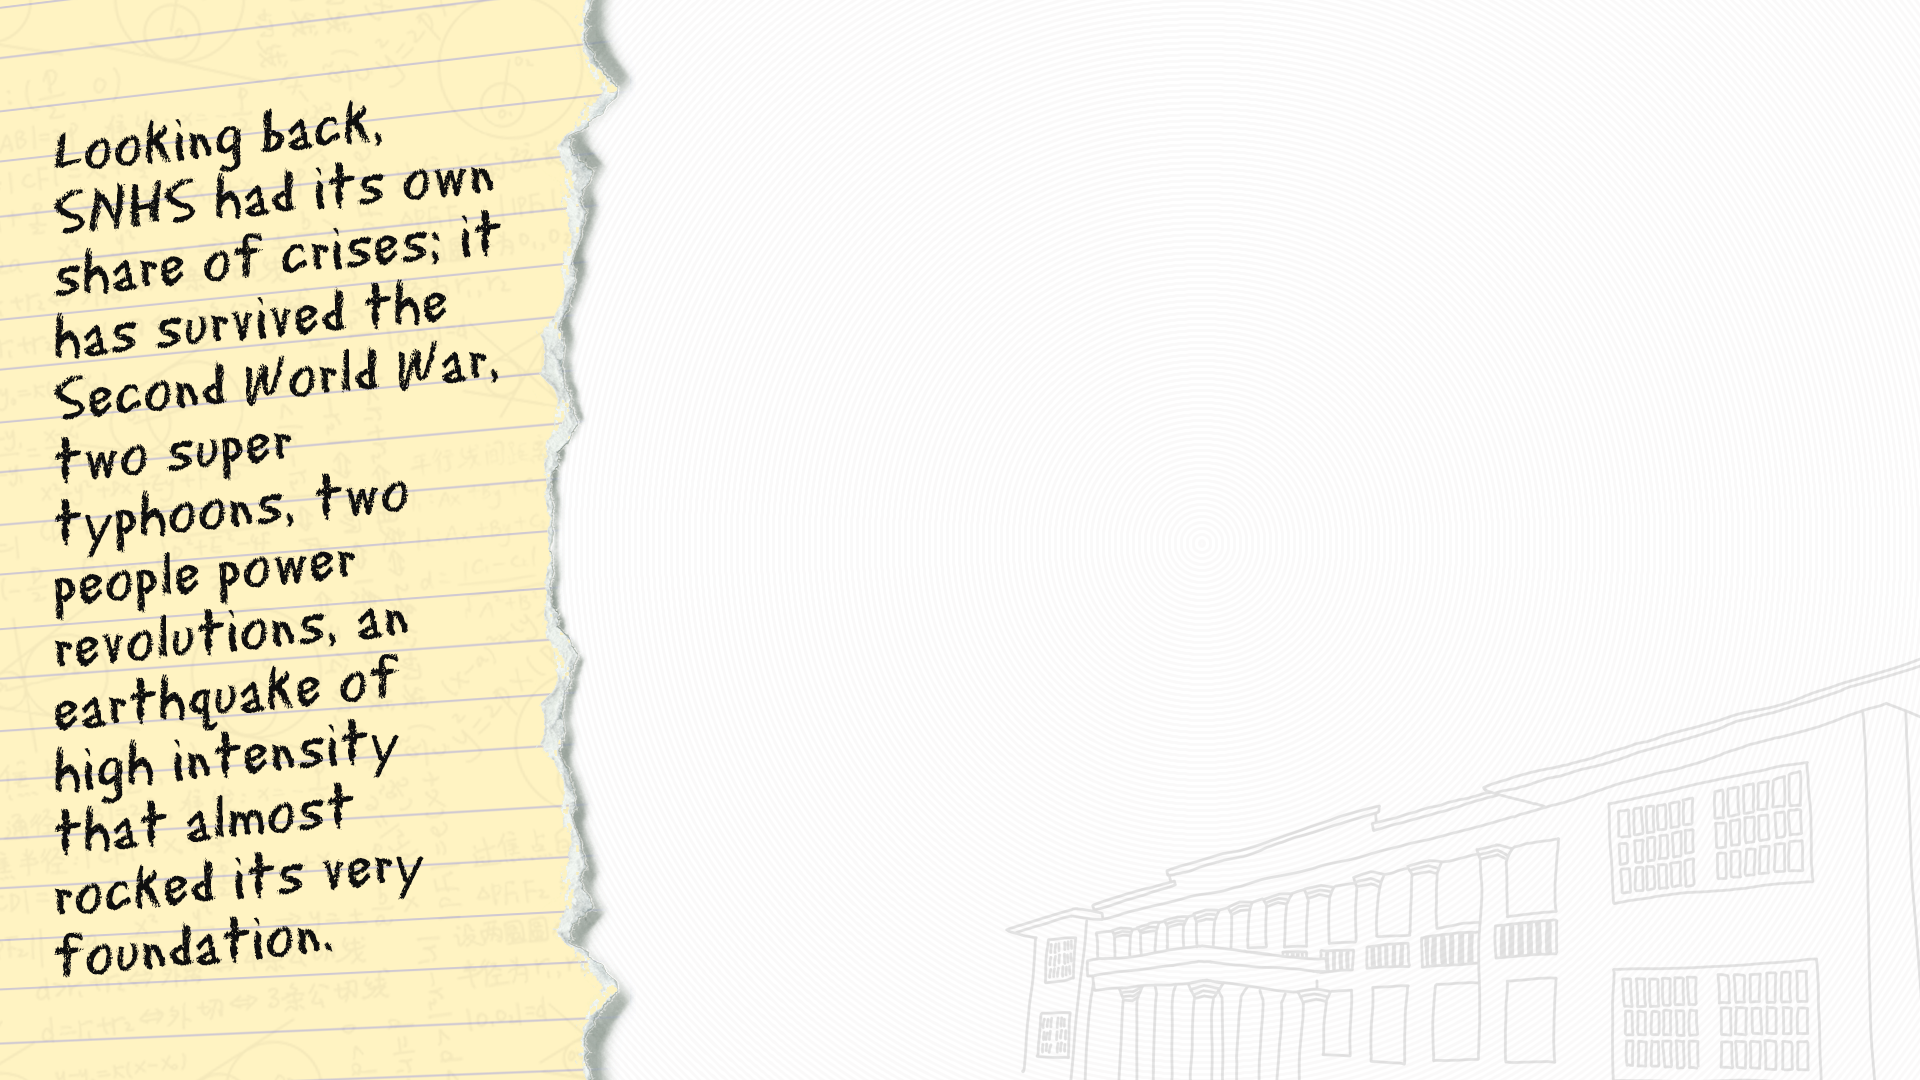 Looking back,
SNHS had its own
share of crises; it
has survived the
Second World War,
two super
typhoons, two
people power
revolutions, an
earthquake of
high intensity
that almost
rocked its very
foundation.